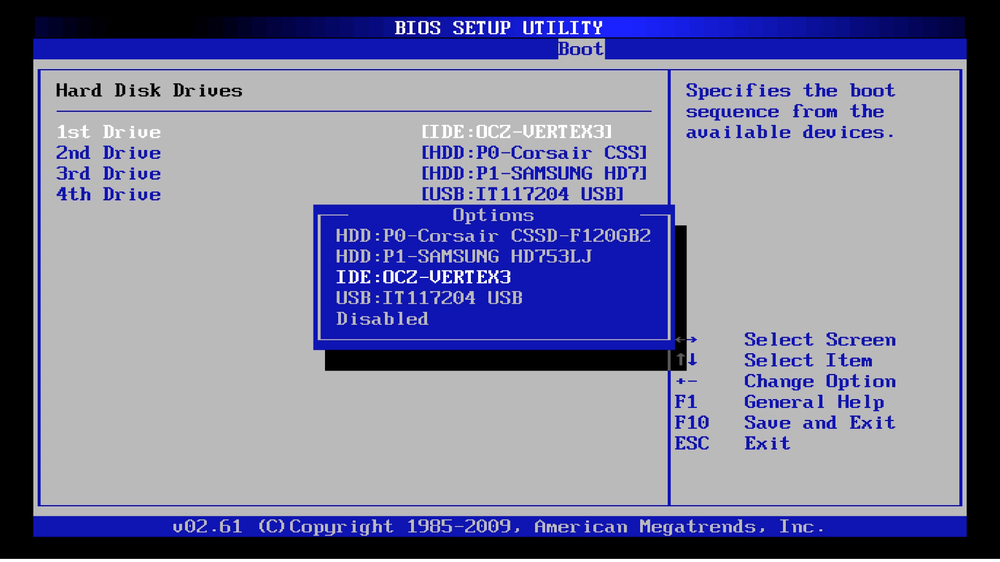 BIOS SETUP UTILITY
Boot
Hard Disk Drives
1st Drive [IDE:OCZ-VERTEX3]
2nd Drive [HDD:P0-Corsair CSS]
3rd Drive [HDD:P1-SAMSUNG HD7]
4th Drive [USB:IT117204 USB]
Options
HDD:P0-Corsair CSSD-F120GB2
HDD:P1-SAMSUNG HD753LJ
IDE:OCZ-VERTEX3
USB:IT117204 USB
Disabled
Specifies the boot
sequence from the
available devices.
←→ Select Screen
↑↓ Select Item
+- Change Option
F1 General Help
F10 Save and Exit
ESC Exit
v02.61 (C)Copyright 1985-2009, American Megatrends, Inc.